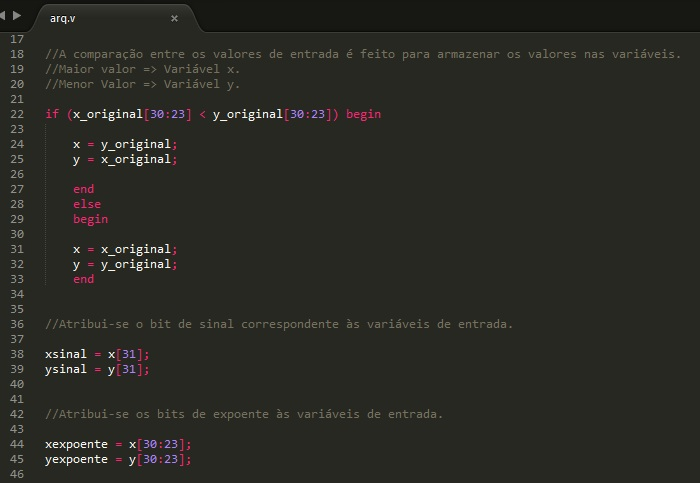 arq.v ×
17
18 //A comparação entre os valores de entrada é feito para armazenar os valores nas variáveis.
19 //Maior valor => Variável x.
20 //Menor Valor => Variável y.
21
22 if (x_original[30:23] < y_original[30:23]) begin
23
24 x = y_original;
25 y = x_original;
26
27 end
28 else
29 begin
30
31 x = x_original;
32 y = y_original;
33 end
34
35
36 //Atribui-se o bit de sinal correspondente às variáveis de entrada.
37
38 xsinal = x[31];
39 ysinal = y[31];
40
41
42 //Atribui-se os bits de expoente às variáveis de entrada.
43
44 xexpoente = x[30:23];
45 yexpoente = y[30:23];
46